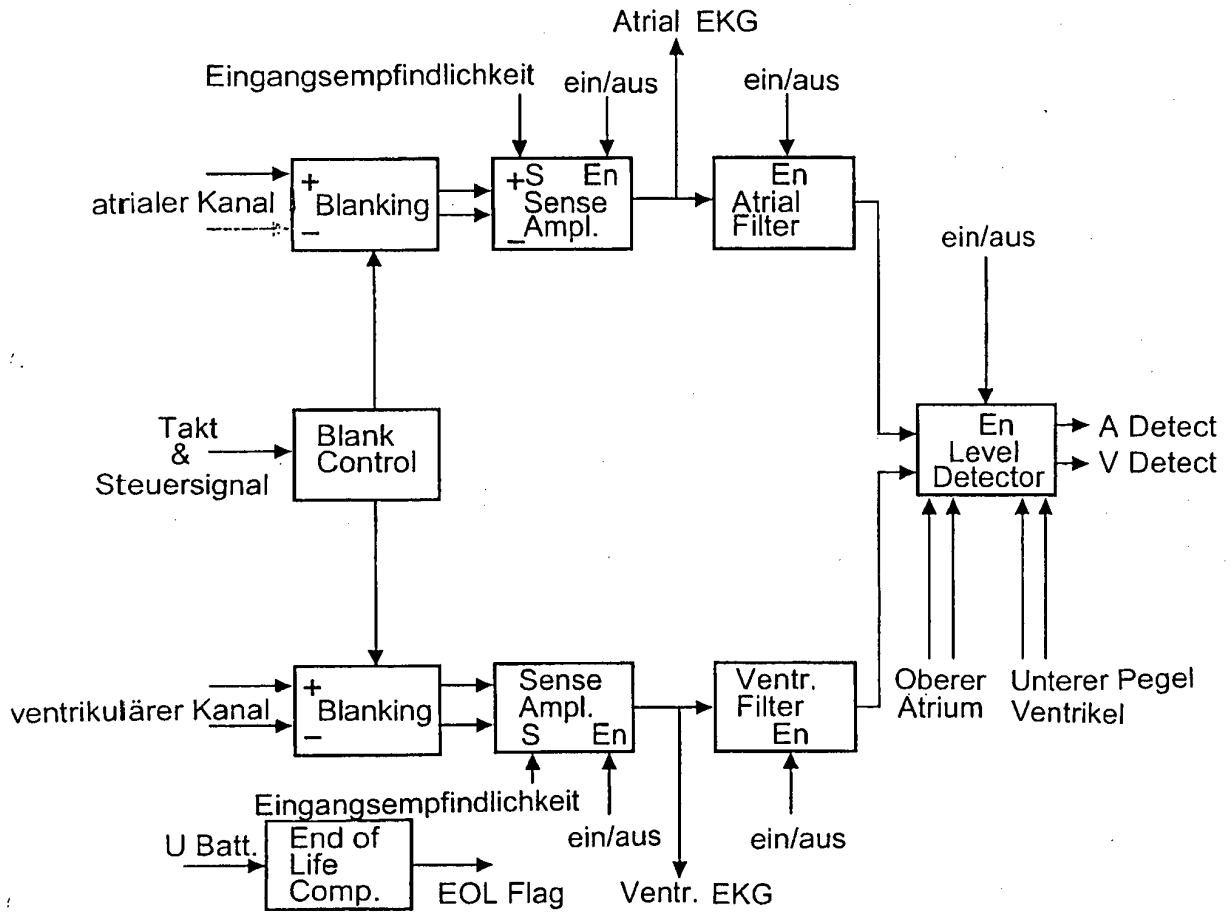 Atrial EKG
Eingangsempfindlichkeit
ein/aus
ein/aus
atrialer Kanal
+
Blanking
–
+S En
Sense
–Ampl.
En
Atrial
Filter
ein/aus
Takt
&
Steuersignal
Blank
Control
En
Level
Detector
A Detect
V Detect
Oberer
Atrium
Unterer Pegel
Ventrikel
ventrikulärer Kanal
+
Blanking
–
Sense
Ampl.
S En
Ventr.
Filter
En
Eingangsempfindlichkeit
ein/aus
ein/aus
U Batt.
End of
Life
Comp.
EOL Flag
Ventr. EKG